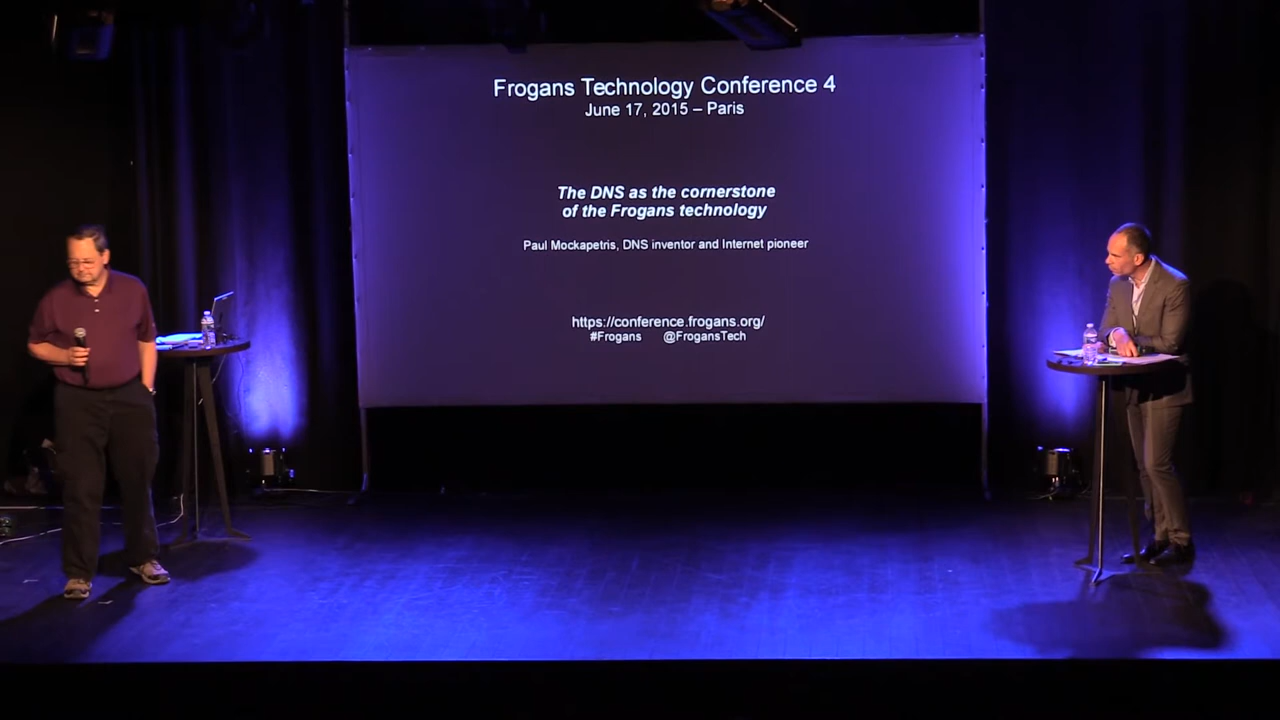 Frogans Technology Conference 4
June 17, 2015 – Paris
The DNS as the cornerstone
of the Frogans technology
Paul Mockapetris, DNS inventor and Internet pioneer
https://conference.frogans.org/
#Frogans @FrogansTech